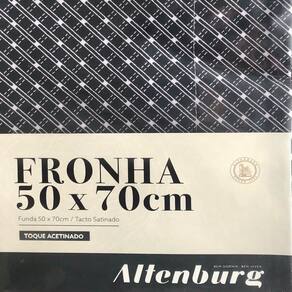 FRONHA
50 x 70cm
Funda 50 x 70cm / Tacto Satinado
TOQUE ACETINADO
Altenburg